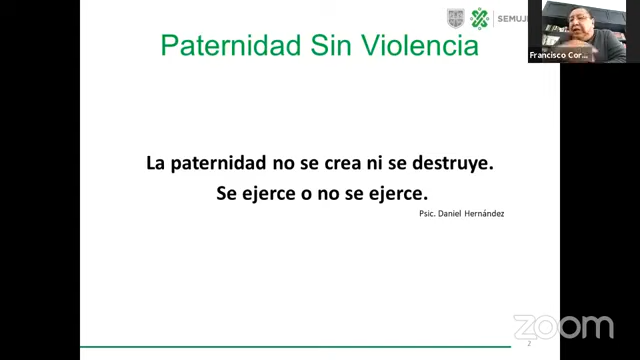 SEMUJE
Francisco Cor...
Paternidad Sin Violencia
La paternidad no se crea ni se destruye.
Se ejerce o no se ejerce.
Psic. Daniel Hernández
2
zoom